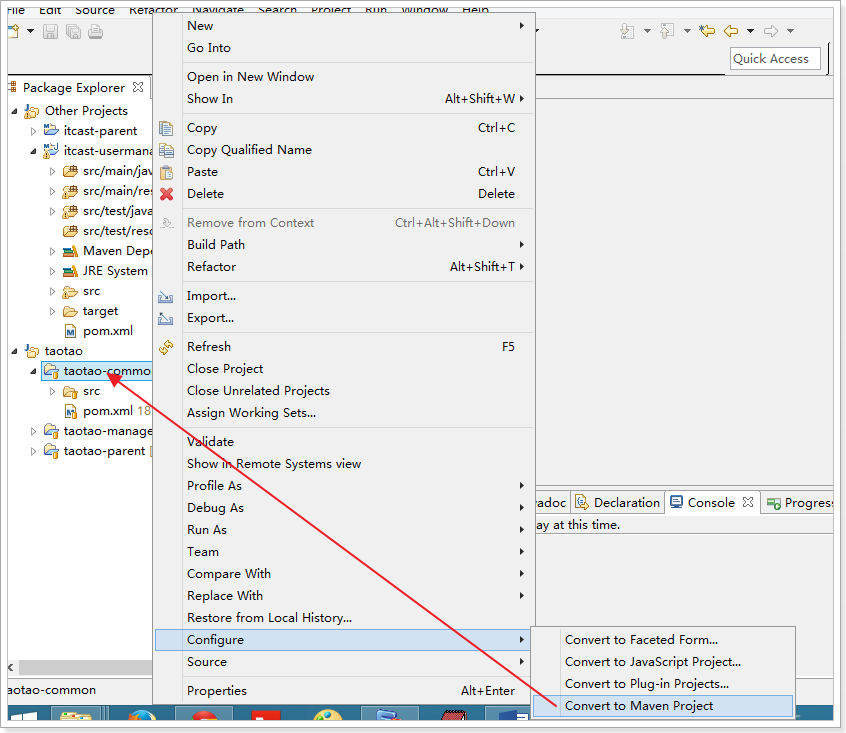 File Edit Source Refactor Navigate Search Project Run Window Help
Quick Access
Package Explorer
Other Projects
itcast-parent
itcast-usermana
src/main/jav
src/main/res
src/test/java
src/test/reso
Maven Depe
JRE System
src
target
pom.xml
taotao
taotao-commo
src
pom.xml 18
taotao-manage
taotao-parent
New
Go Into
Open in New Window
Show In Alt+Shift+W
Copy Ctrl+C
Copy Qualified Name
Paste Ctrl+V
Delete Delete
Remove from Context Ctrl+Alt+Shift+Down
Build Path
Refactor Alt+Shift+T
Import...
Export...
Refresh F5
Close Project
Close Unrelated Projects
Assign Working Sets...
Validate
Show in Remote Systems view
Profile As
Debug As
Run As
Team
Compare With
Replace With
Restore from Local History...
Configure
Source
Properties Alt+Enter
vadoc Declaration Console Progress
ay at this time.
Convert to Faceted Form...
Convert to JavaScript Project...
Convert to Plug-in Projects...
Convert to Maven Project
aotao-common